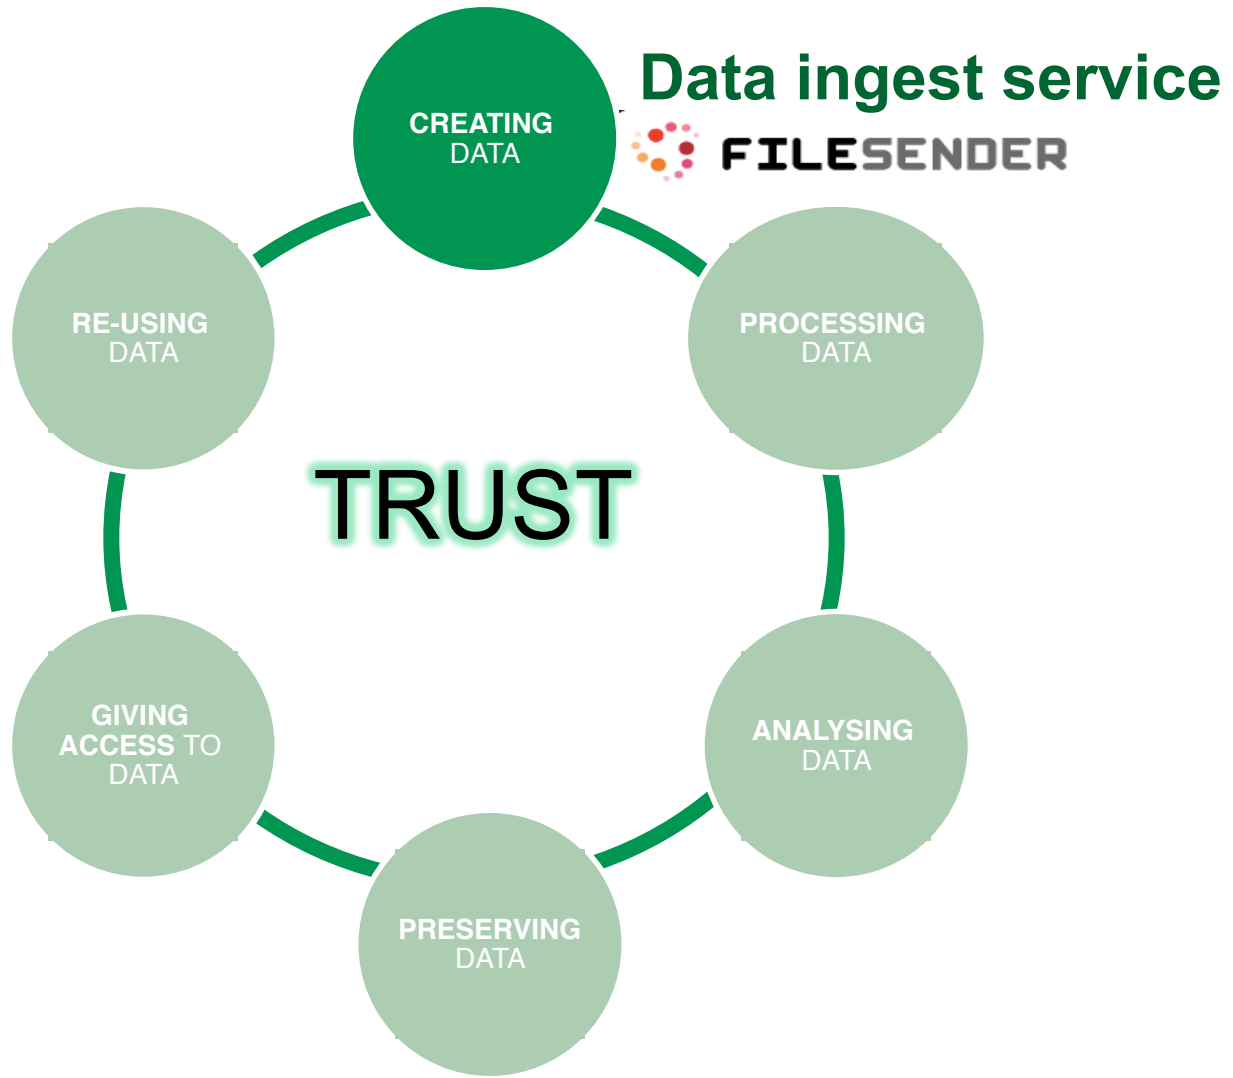 Data ingest service
FILESENDER
CREATING
DATA
PROCESSING
DATA
ANALYSING
DATA
PRESERVING
DATA
GIVING
ACCESS TO
DATA
RE-USING
DATA
TRUST